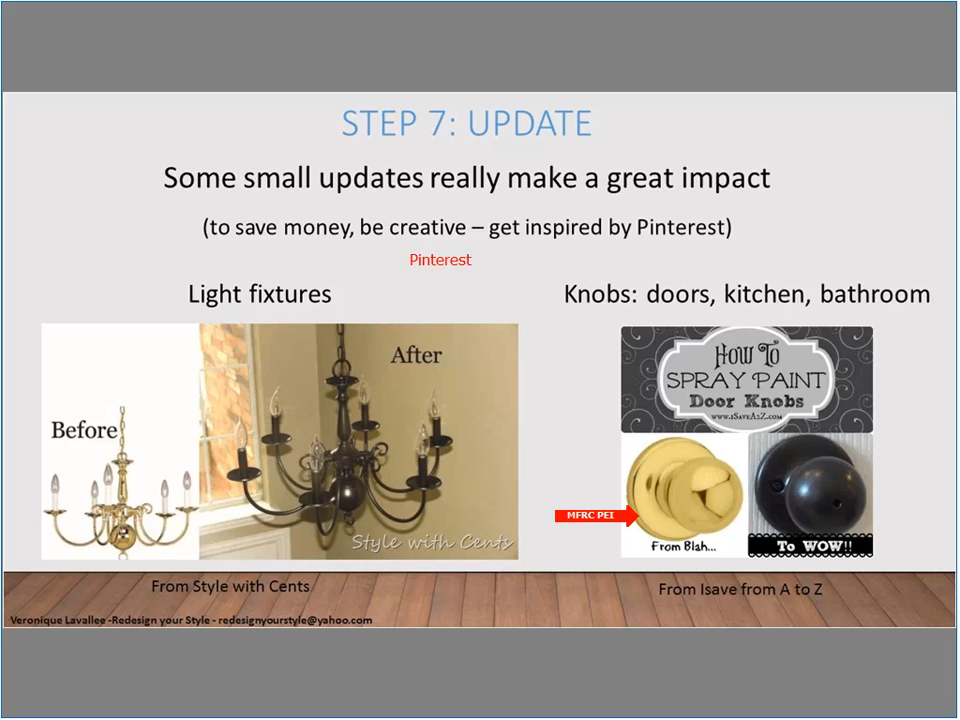 STEP 7: UPDATE
Some small updates really make a great impact
(to save money, be creative – get inspired by Pinterest)
Pinterest
Light fixtures
Knobs: doors, kitchen, bathroom
Before
After
Style with Cents
How To
SPRAY PAINT
Door Knobs
www.iSaveA2Z.com
MFRC PEI
From Blah...
To WOW!!
From Style with Cents
From Isave from A to Z
Veronique Lavallee -Redesign your Style - redesignyourstyle@yahoo.com